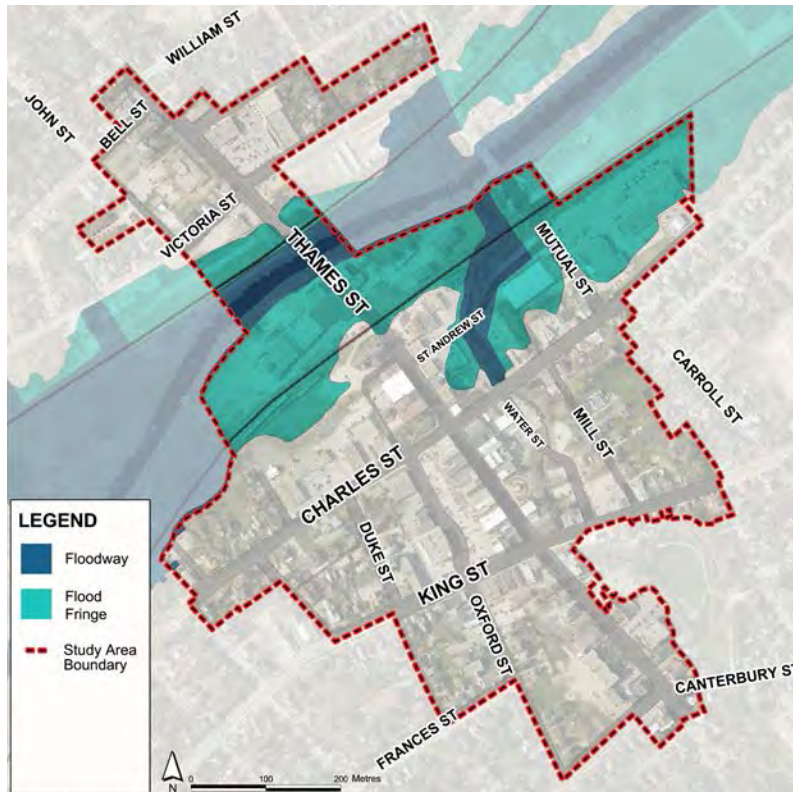 WILLIAM ST
JOHN ST
BELL ST
VICTORIA ST
THAMES ST
MUTUAL ST
ST ANDREW ST
CARROLL ST
WATER ST
MILL ST
CHARLES ST
DUKE ST
KING ST
OXFORD ST
CANTERBURY ST
FRANCES ST
LEGEND
Floodway
Flood
Fringe
Study Area
Boundary
N
0 100 200 Metres